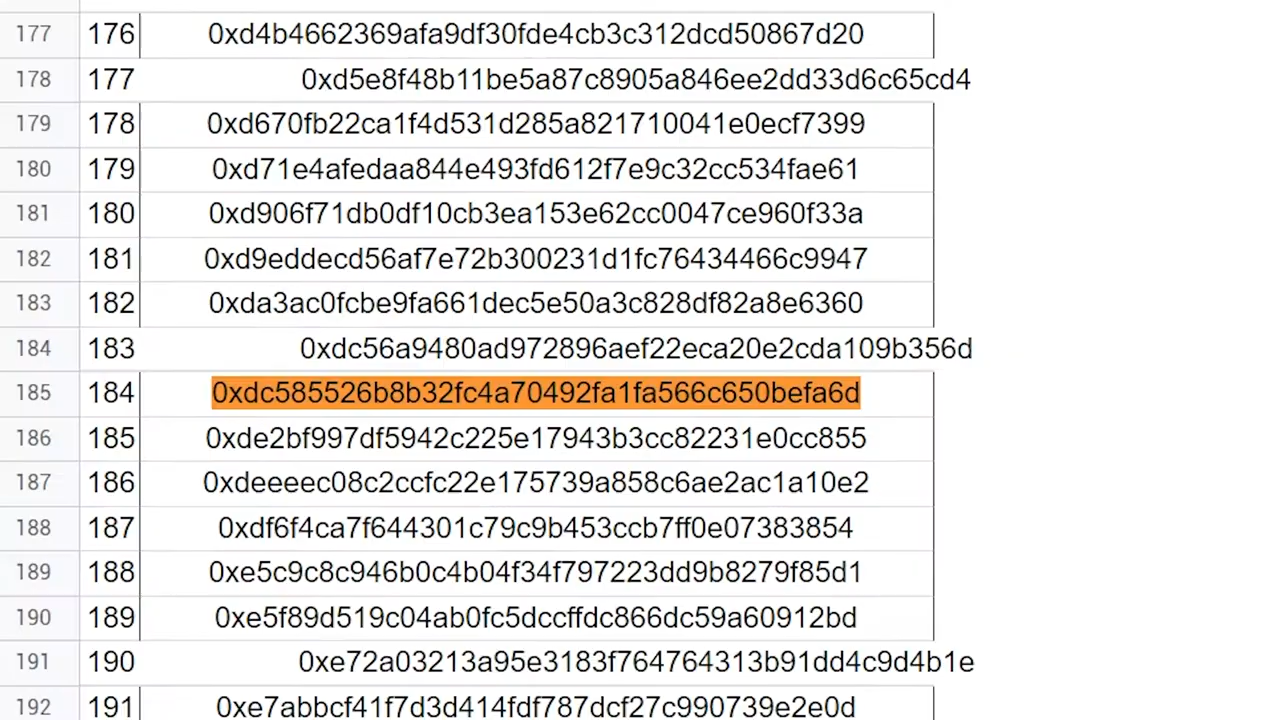 177 176 0xd4b4662369afa9df30fde4cb3c312dcd50867d20
178 177 0xd5e8f48b11be5a87c8905a846ee2dd33d6c65cd4
179 178 0xd670fb22ca1f4d531d285a821710041e0ecf7399
180 179 0xd71e4afedaa844e493fd612f7e9c32cc534fae61
181 180 0xd906f71db0df10cb3ea153e62cc0047ce960f33a
182 181 0xd9eddecd56af7e72b300231d1fc76434466c9947
183 182 0xda3ac0fcbe9fa661dec5e50a3c828df82a8e6360
184 183 0xdc56a9480ad972896aef22eca20e2cda109b356d
185 184 0xdc585526b8b32fc4a70492fa1fa566c650befa6d
186 185 0xde2bf997df5942c225e17943b3cc82231e0cc855
187 186 0xdeeeec08c2ccfc22e175739a858c6ae2ac1a10e2
188 187 0xdf6f4ca7f644301c79c9b453ccb7ff0e07383854
189 188 0xe5c9c8c946b0c4b04f34f797223dd9b8279f85d1
190 189 0xe5f89d519c04ab0fc5dccffdc866dc59a60912bd
191 190 0xe72a03213a95e3183f764764313b91dd4c9d4b1e
192 191 0xe7abbcf41f7d3d414fdf787dcf27c990739e2e0d